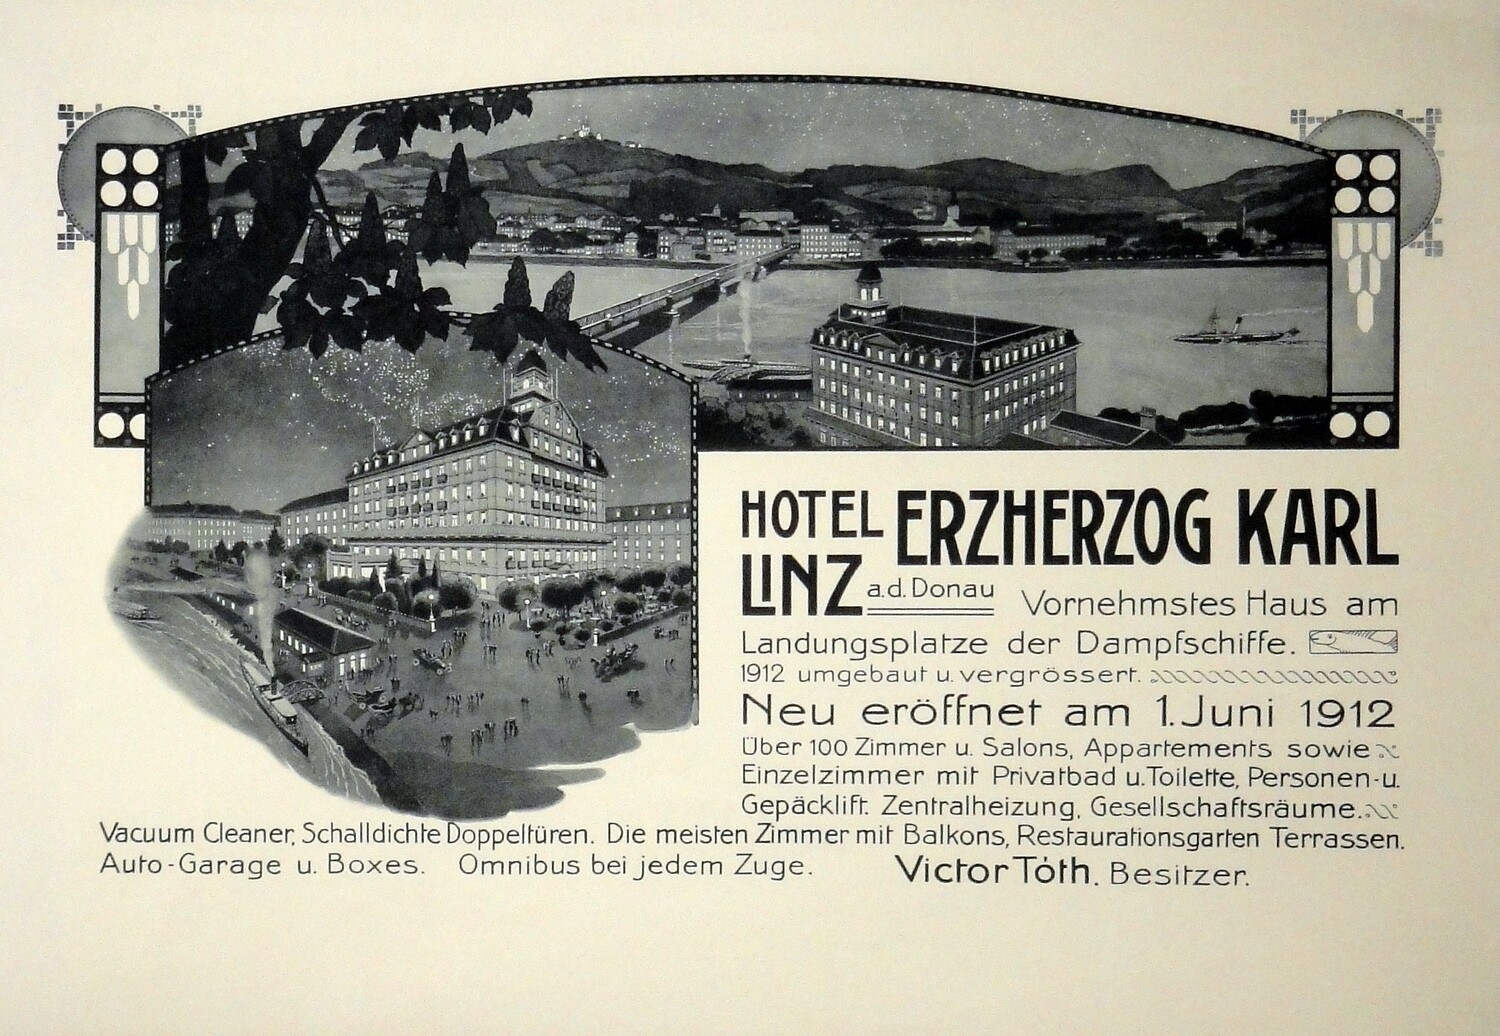 HOTEL ERZHERZOG KARL
LINZ a.d. Donau Vornehmstes Haus am
Landungsplatze der Dampfschiffe.
1912 umgebaut u. vergrössert.
Neu eröffnet am 1. Juni 1912
Über 100 Zimmer u. Salons, Appartements sowie
Einzelzimmer mit Privatbad u. Toilette, Personen- u.
Gepäcklift. Zentralheizung, Gesellschaftsräume.
Vacuum Cleaner, Schalldichte Doppeltüren. Die meisten Zimmer mit Balkons, Restaurationsgarten Terrassen.
Auto-Garage u. Boxes. Omnibus bei jedem Zuge. Victor Tóth. Besitzer.